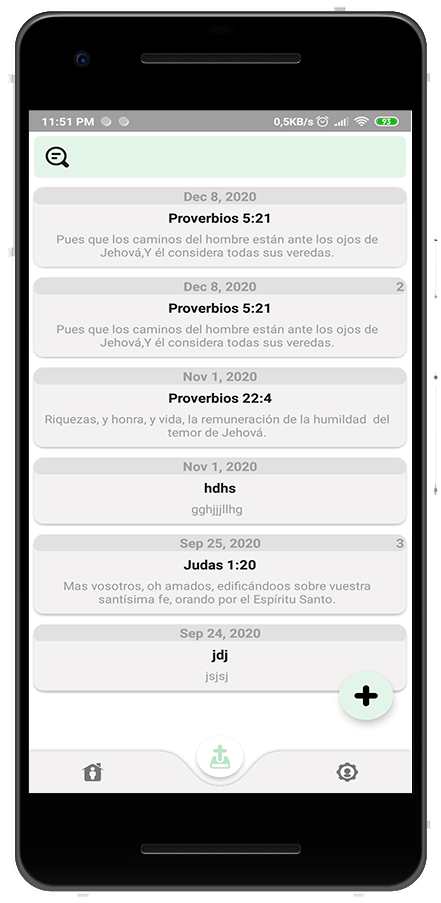 11:51 PM 0,5KB/s 93
Dec 8, 2020
Proverbios 5:21
Pues que los caminos del hombre están ante los ojos de
Jehová,Y él considera todas sus veredas.
Dec 8, 2020 2
Proverbios 5:21
Pues que los caminos del hombre están ante los ojos de
Jehová,Y él considera todas sus veredas.
Nov 1, 2020
Proverbios 22:4
Riquezas, y honra, y vida, la remuneración de la humildad  del
temor de Jehová.
Nov 1, 2020
hdhs
gghjjjllhg
Sep 25, 2020 3
Judas 1:20
Mas vosotros, oh amados, edificándoos sobre vuestra
santísima fe, orando por el Espíritu Santo.
Sep 24, 2020
jdj
jsjsj